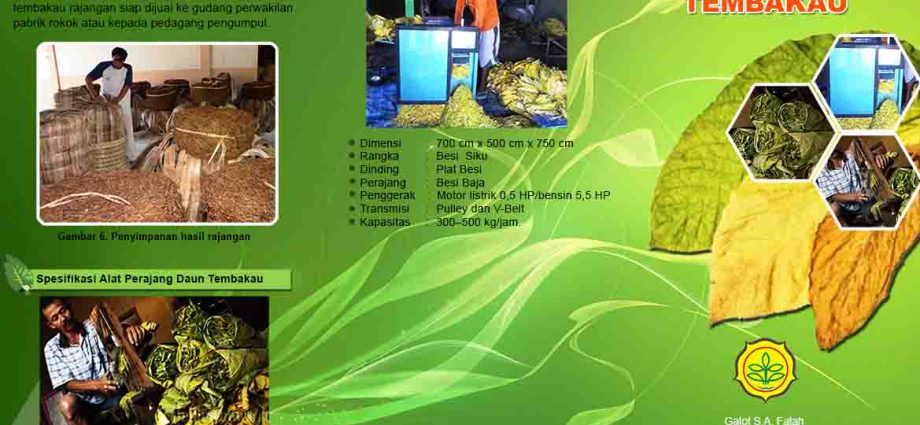 tembakau rajangan siap dijual ke gudang perwakilan
pabrik rokok atau kepada pedagang pengumpul.
Gambar 6. Penyimpanan hasil rajangan
Spesifikasi Alat Perajang Daun Tembakau
Dimensi : 700 cm x 500 cm x 750 cm
Rangka : Besi Siku
Dinding : Plat Besi
Perajang : Besi Baja
Penggerak : Motor listrik 0,5 HP/bensin 5,5 HP
Transmisi : Pulley dan V-Belt
Kapasitas : 300–500 kg/jam.
TEMBAKAU
Gatot S.A. Fatah